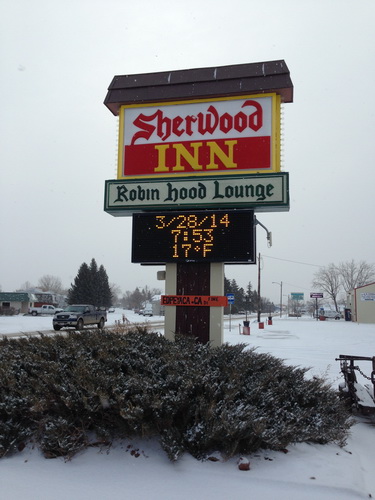 Sherwood
INN
Robin Hood Lounge
3/28/14
7:53
17°F